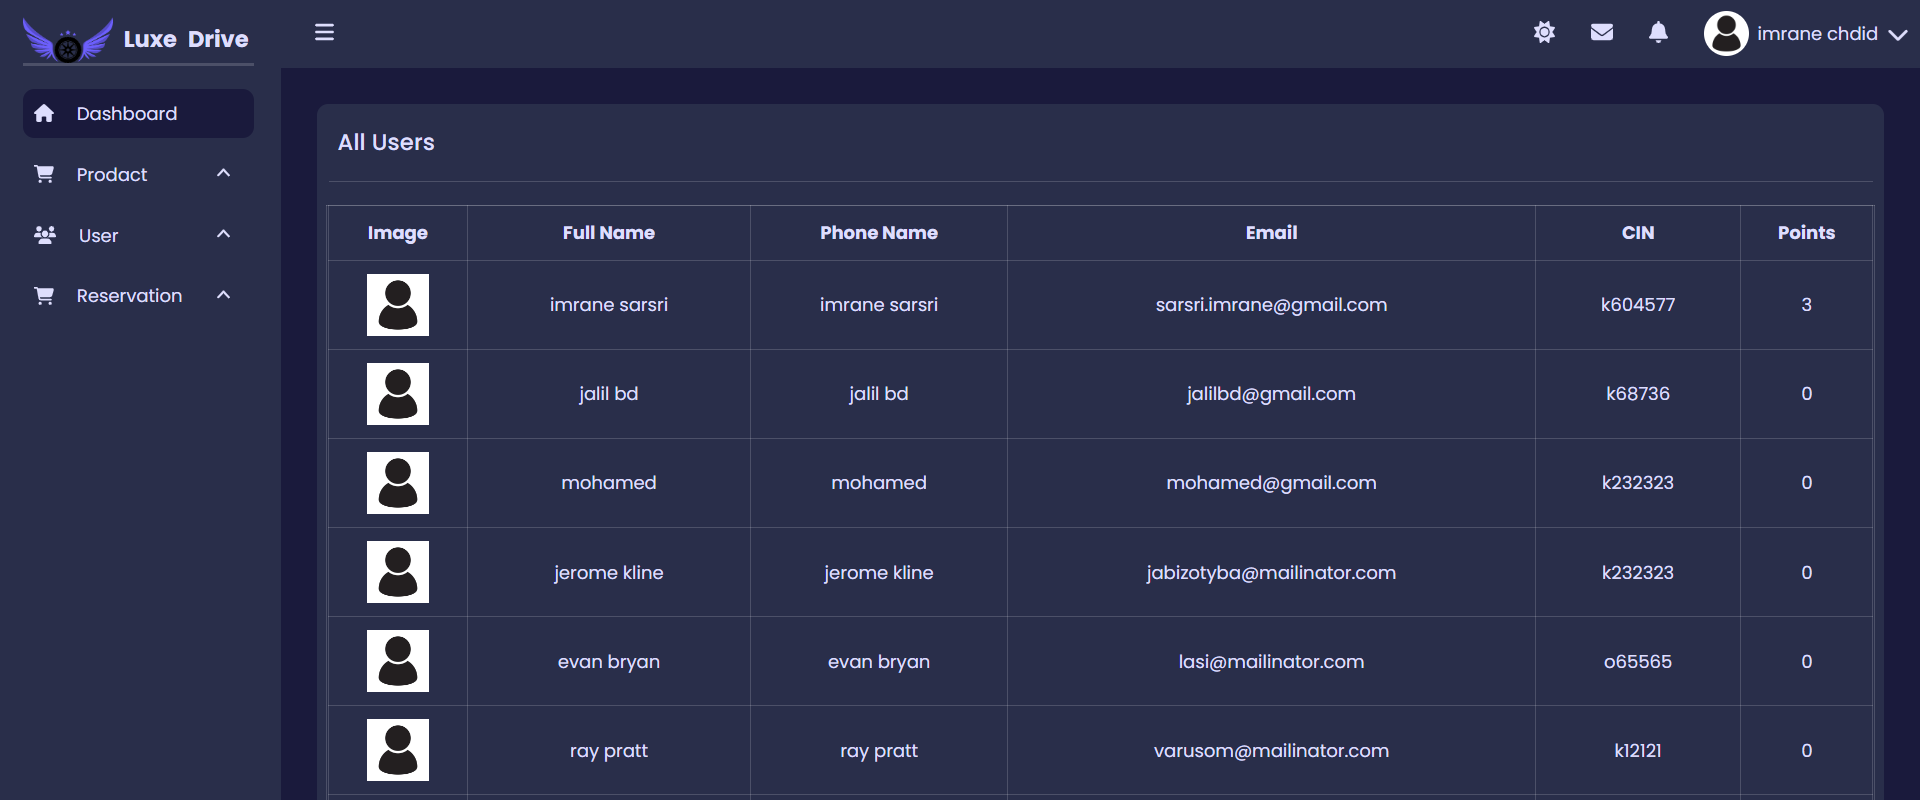 Luxe Drive
imrane chdid
Dashboard
Prodact
User
Reservation
All Users
Image Full Name Phone Name Email CIN Points
imrane sarsri imrane sarsri sarsri.imrane@gmail.com k604577 3
jalil bd jalil bd jalilbd@gmail.com k68736 0
mohamed mohamed mohamed@gmail.com k232323 0
jerome kline jerome kline jabizotyba@mailinator.com k232323 0
evan bryan evan bryan lasi@mailinator.com o65565 0
ray pratt ray pratt varusom@mailinator.com k12121 0